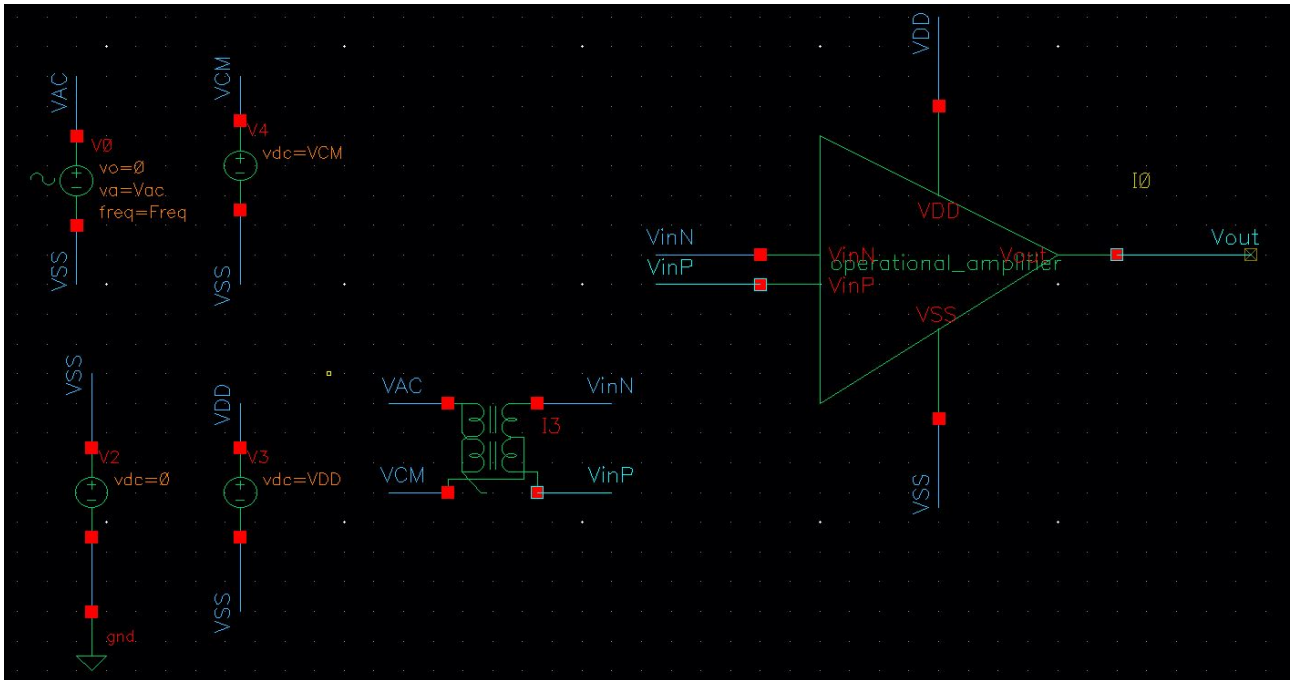 VAC
V0
vo=0
va=Vac
freq=Freq
VSS
VCM
V4
vdc=VCM
VSS
VDD
I0
VDD
VinN
VinN
Vout
Vout
operational_amplifier
VinP
VinP
VSS
VSS
VSS
V2
vdc=0
gnd
VDD
V3
vdc=VDD
VSS
VAC
VinN
I3
VCM
VinP